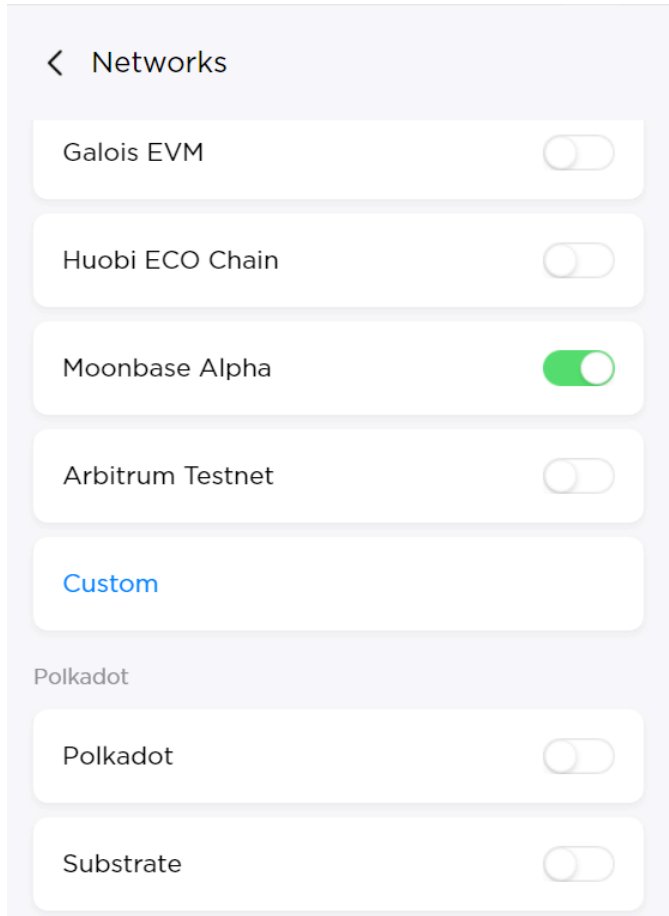 Networks
Galois EVM
Huobi ECO Chain
Moonbase Alpha
Arbitrum Testnet
Custom
Polkadot
Polkadot
Substrate